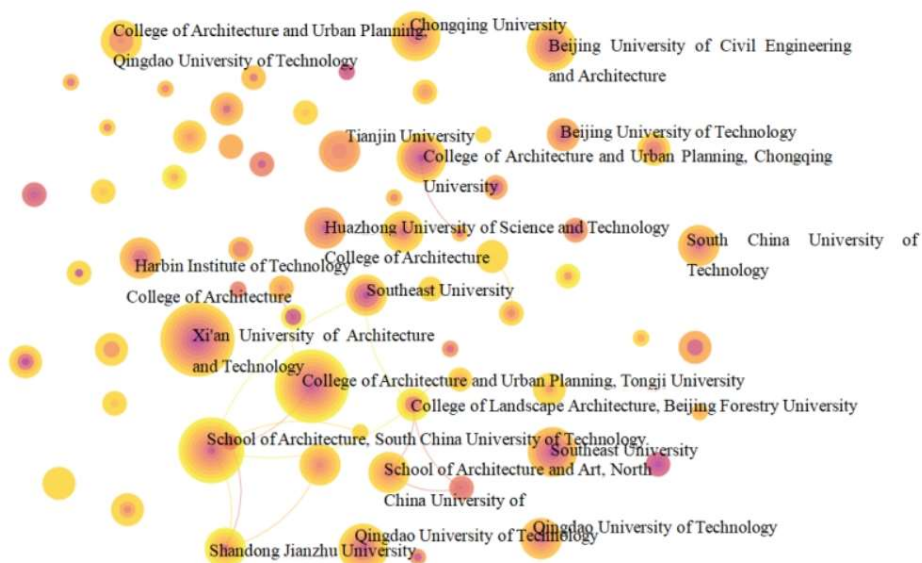 College of Architecture and Urban Planning,
Qingdao University of Technology
Chongqing University
Beijing University of Civil Engineering
and Architecture
Tianjin University
Beijing University of Technology
College of Architecture and Urban Planning, Chongqing
University
Huazhong University of Science and Technology
College of Architecture
South China University of
Technology
Harbin Institute of Technology
College of Architecture
Southeast University
Xi'an University of Architecture
and Technology
College of Architecture and Urban Planning, Tongji University
College of Landscape Architecture, Beijing Forestry University
School of Architecture, South China University of Technology
Southeast University
School of Architecture and Art, North
China University of
Qingdao University of Technology
Qingdao University of Technology
Shandong Jianzhu University